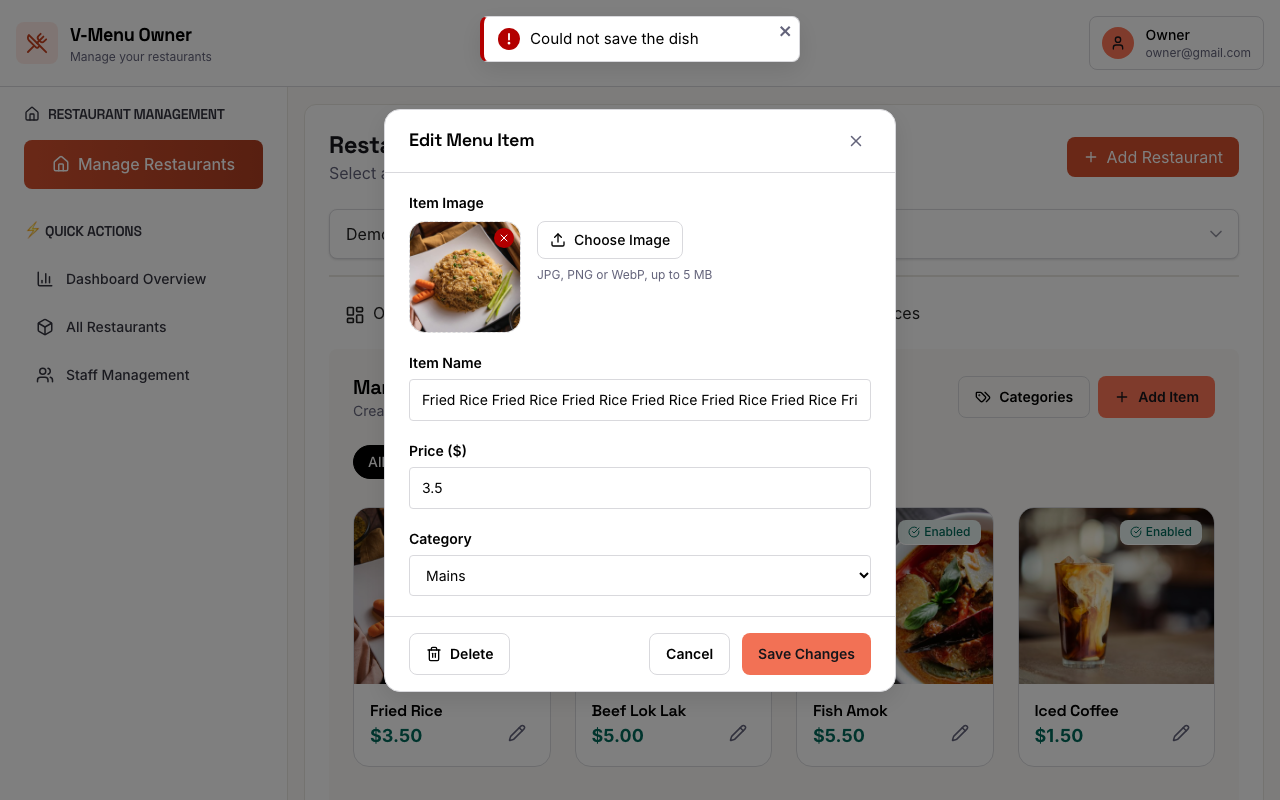 V-Menu Owner
Manage your restaurants
Could not save the dish
Owner
owner@gmail.com
RESTAURANT MANAGEMENT
Manage Restaurants
QUICK ACTIONS
Dashboard Overview
All Restaurants
Staff Management
Add Restaurant
Edit Menu Item
Item Image
Choose Image
JPG, PNG or WebP, up to 5 MB
Item Name
Fried Rice Fried Rice Fried Rice Fried Rice Fried Rice Fried Rice Fri
Price ($)
3.5
Category
Mains
Delete
Cancel
Save Changes
Categories
Add Item
Enabled
Enabled
Fried Rice
$3.50
Beef Lok Lak
$5.00
Fish Amok
$5.50
Iced Coffee
$1.50